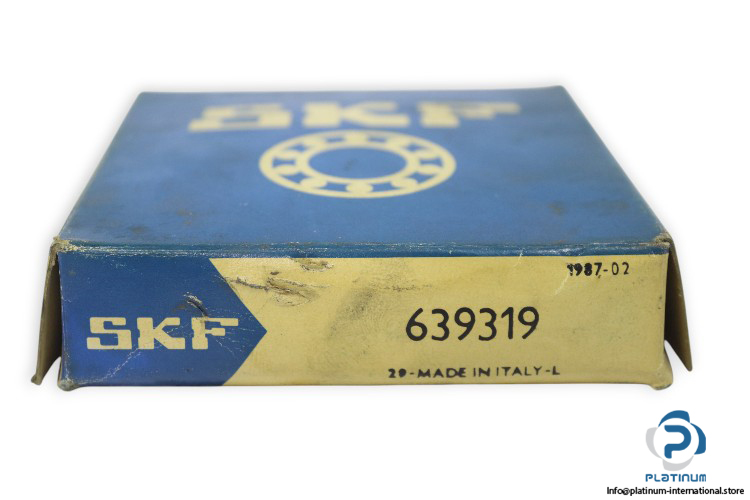 SKF
1987-02
SKF
639319
29-MADE IN ITALY-L
PLATINUM
Info@platinum-international.store